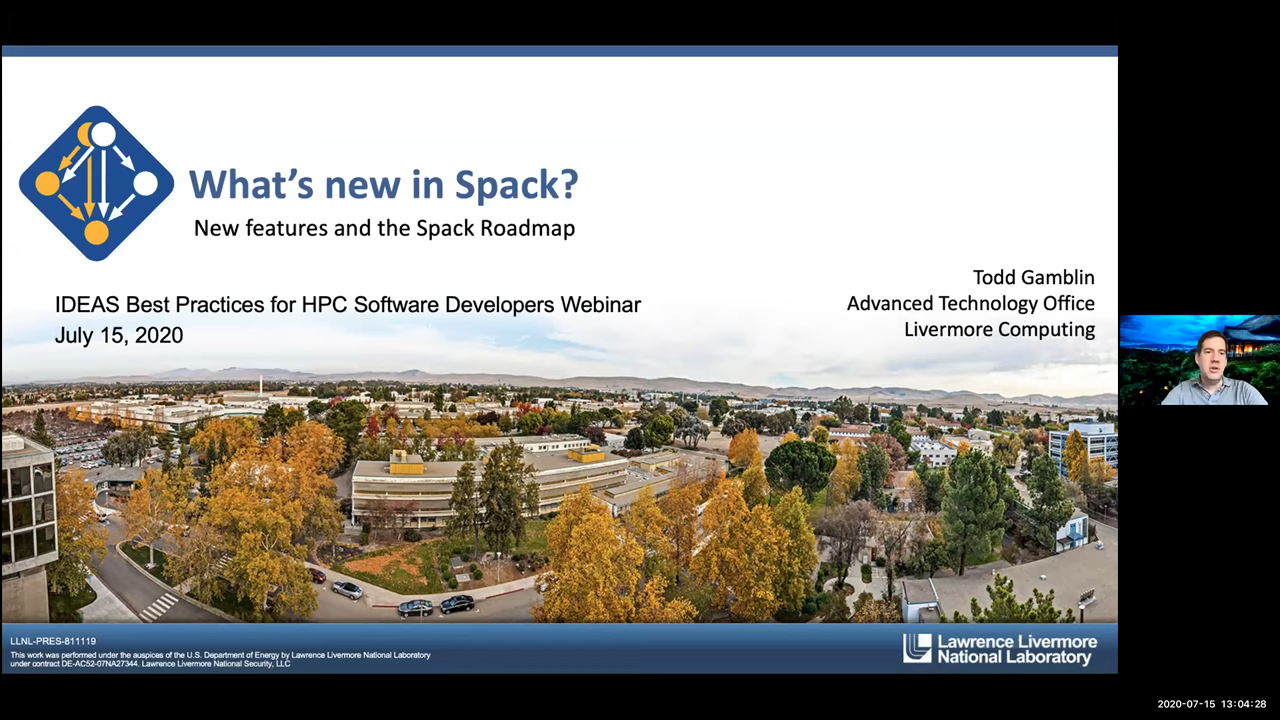 What's new in Spack?
New features and the Spack Roadmap
IDEAS Best Practices for HPC Software Developers Webinar
July 15, 2020
Todd Gamblin
Advanced Technology Office
Livermore Computing
LLNL-PRES-811119
This work was performed under the auspices of the U.S. Department of Energy by Lawrence Livermore National Laboratory
under contract DE-AC52-07NA27344. Lawrence Livermore National Security, LLC
Lawrence Livermore
National Laboratory
2020-07-15 13:04:28